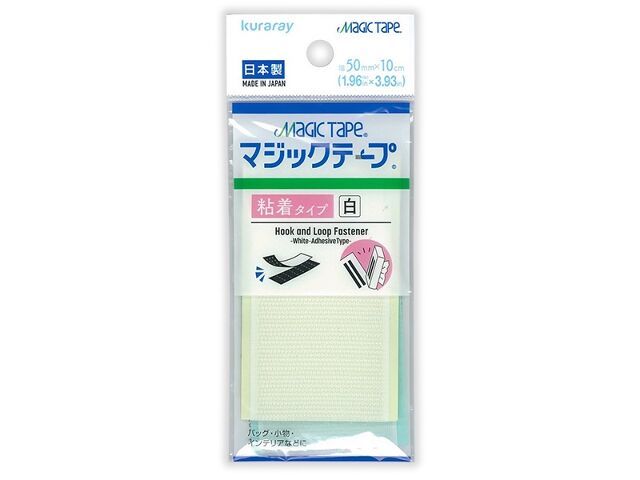 kuraray
MAGIC TAPE®
日本製
MADE IN JAPAN
幅50mm×10cm
(1.96in×3.93in)
MAGIC TAPE®
マジックテープ®
粘着タイプ 白
Hook and Loop Fastener
-White-AdhesiveType-
バッグ・小物・
インテリアなどに